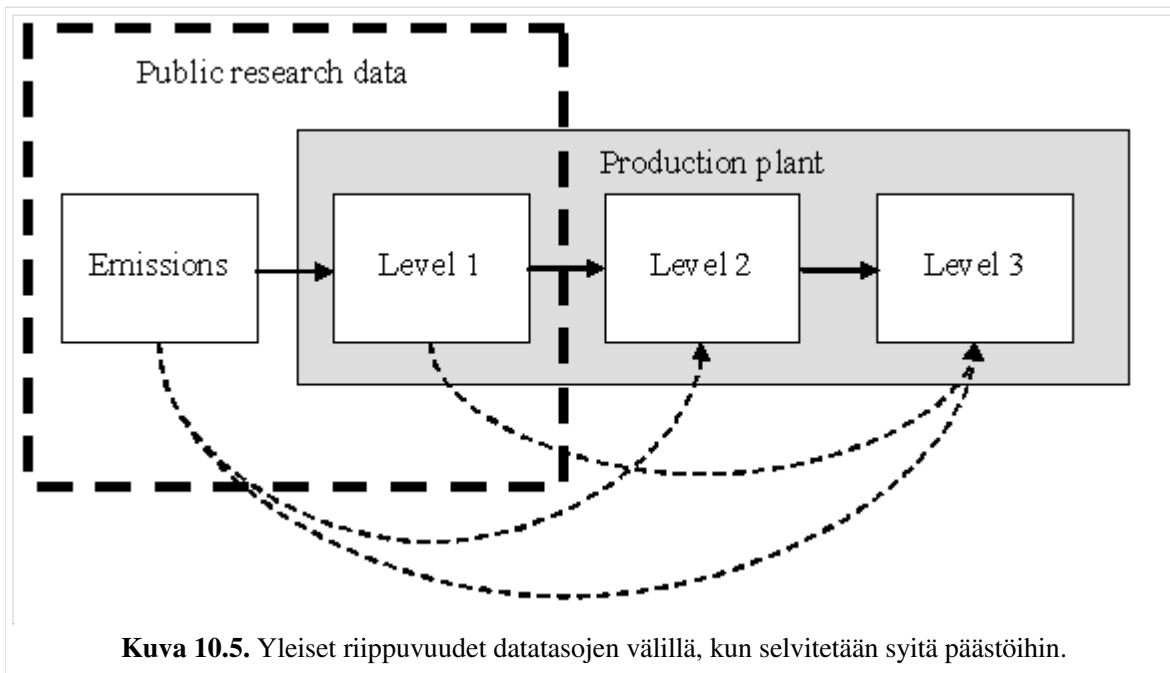 Public research data
Production plant
Emissions
Level 1
Level 2
Level 3
Kuva 10.5. Yleiset riippuvuudet datatasojen välillä, kun selvitetään syitä päästöihin.